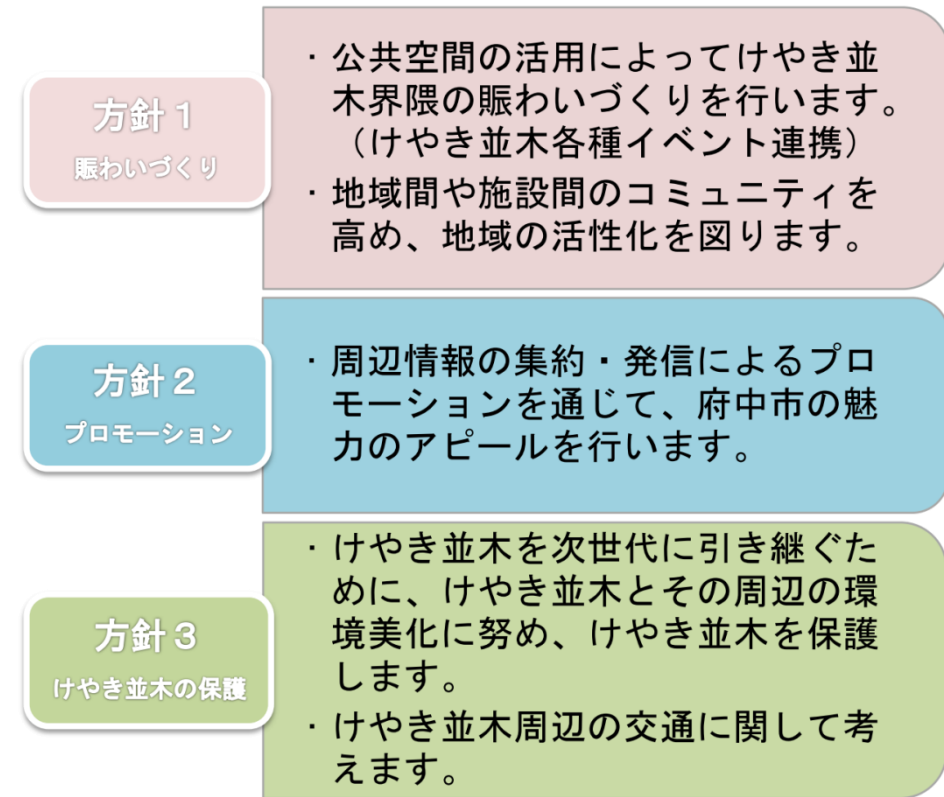 方針1
賑わいづくり
・公共空間の活用によってけやき並
木界隈の賑わいづくりを行います。
（けやき並木各種イベント連携）
・地域間や施設間のコミュニティを
高め、地域の活性化を図ります。
方針２
プロモーション
・周辺情報の集約・発信によるプロ
モーションを通じて、府中市の魅
力のアピールを行います。
方針３
けやき並木の保護
・けやき並木を次世代に引き継ぐた
めに、けやき並木とその周辺の環
境美化に努め、けやき並木を保護
します。
・けやき並木周辺の交通に関して考
えます。